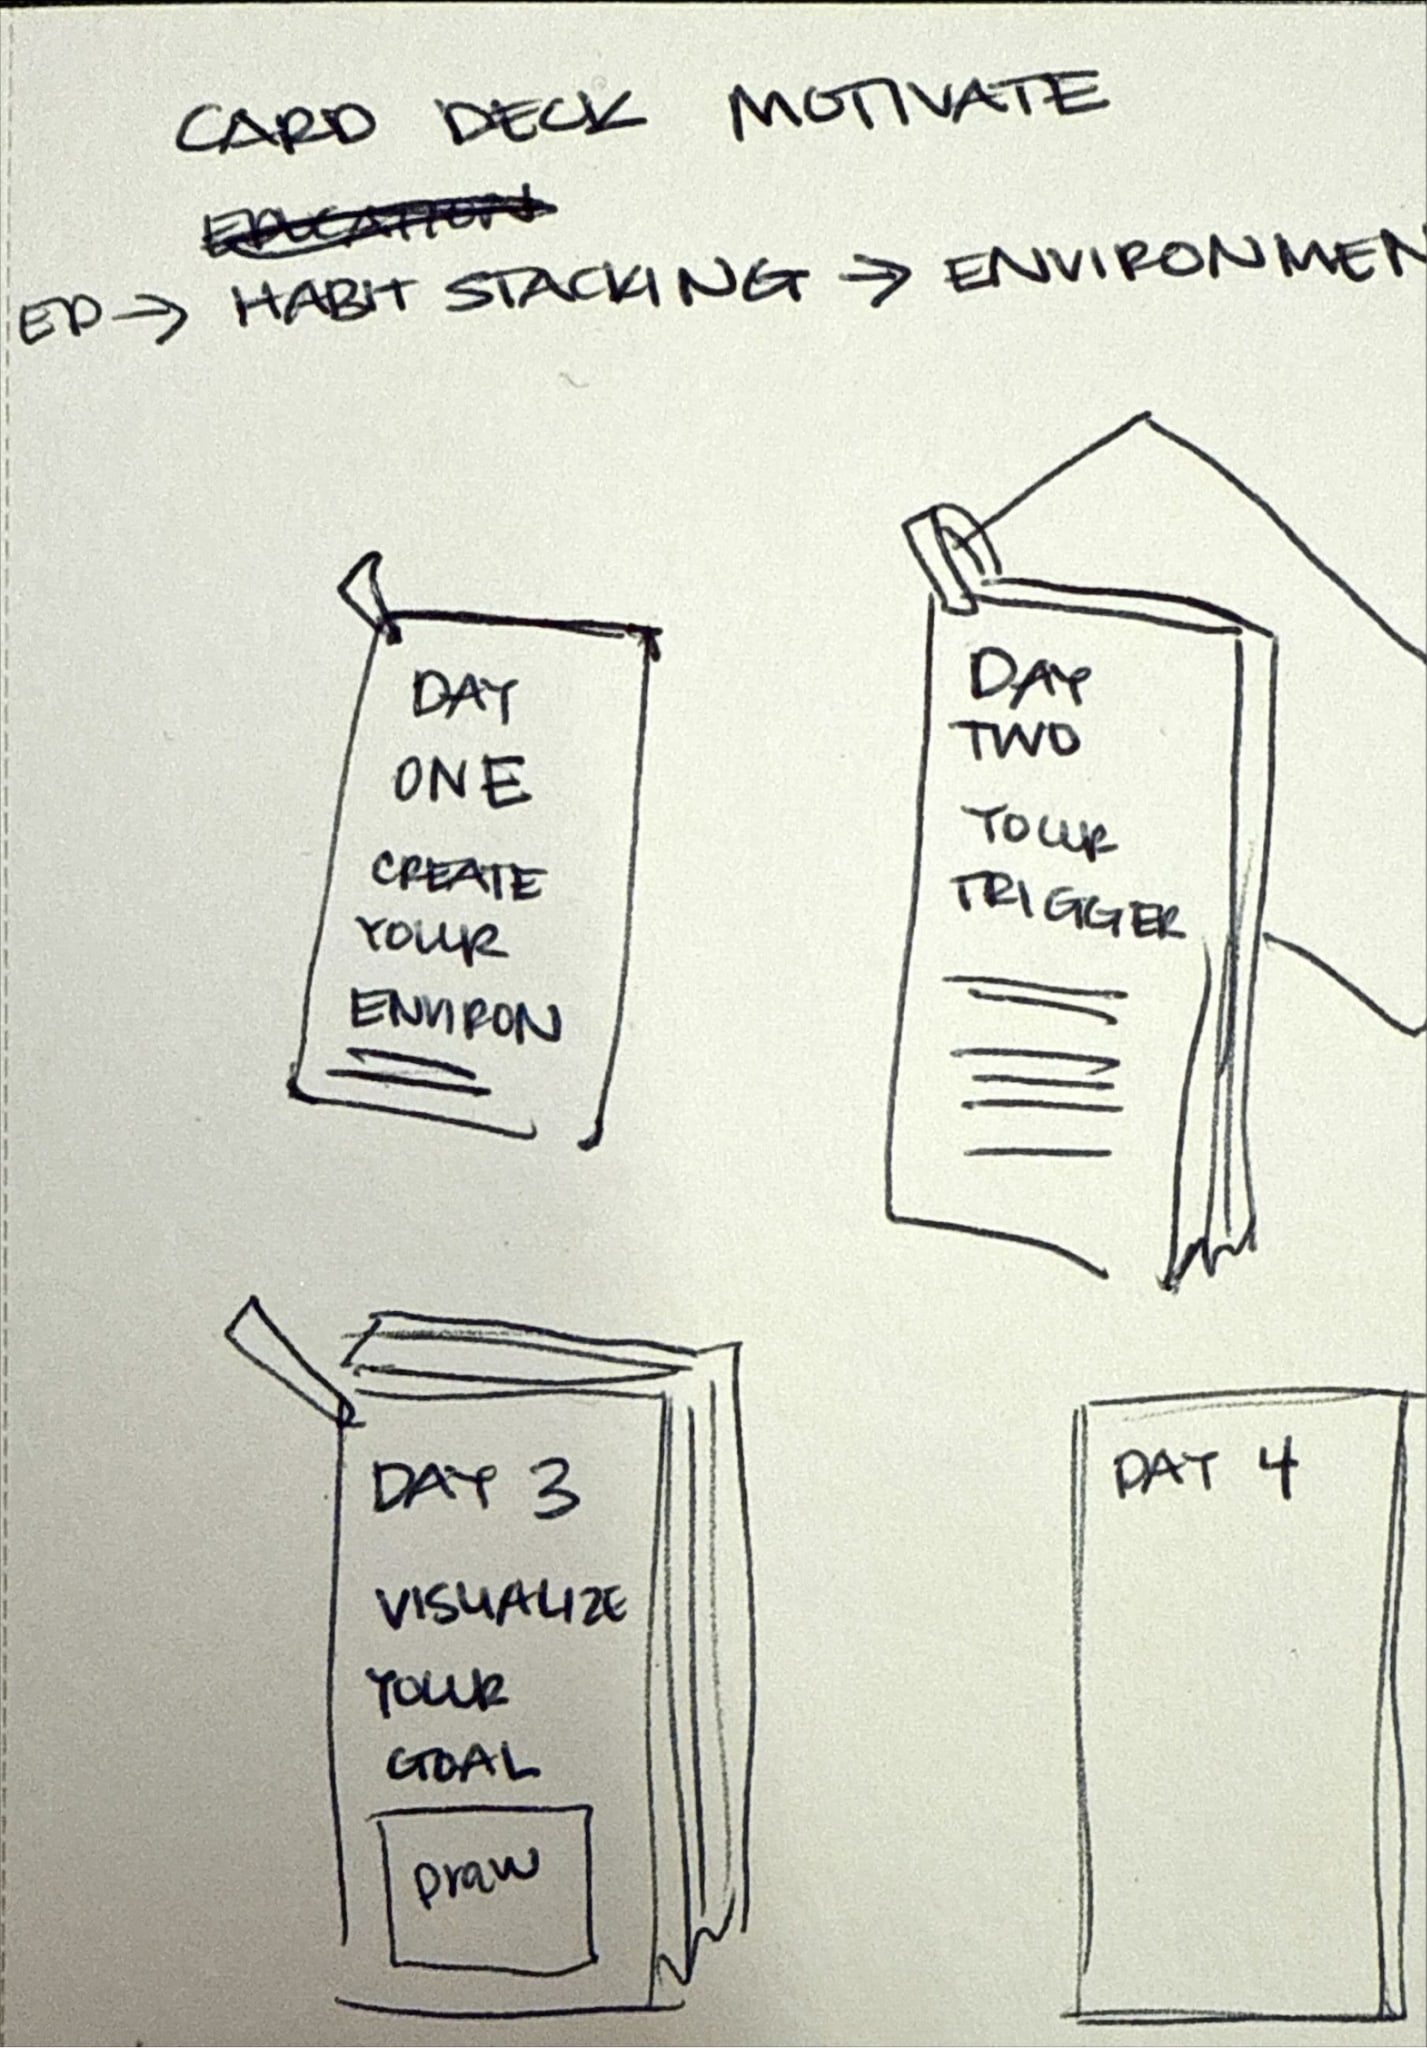 CARD DECK MOTIVATE
EDUCATION
ED → HABIT STACKING → ENVIRONMEN
DAY
ONE
CREATE
YOUR
ENVIRON
DAY
TWO
YOUR
TRIGGER
DAY 3
VISUALIZE
YOUR
GOAL
Draw
DAY 4